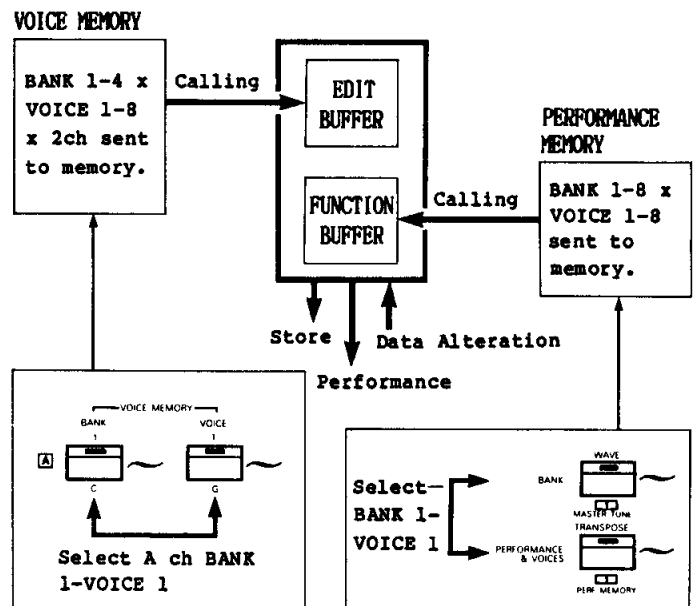 VOICE MEMORY
BANK 1-4 x
VOICE 1-8
x 2ch sent
to memory.
Calling
EDIT
BUFFER
FUNCTION
BUFFER
PERFORMANCE
MEMORY
Calling
BANK 1-8 x
VOICE 1-8
sent to
memory.
Store
Data Alteration
Performance
VOICE MEMORY
BANK
VOICE
1
1
A
C
G
Select A ch BANK
1-VOICE 1
Select
BANK 1-
VOICE 1
BANK
WAVE
1
MASTER TUNE
TRANSPOSE
PERFORMANCE
& VOICES
1
PERF MEMORY